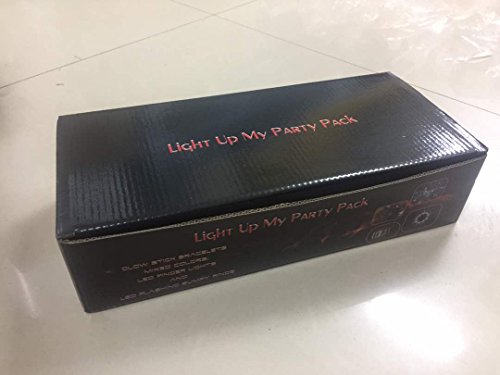 Light Up My Party Pack
Light Up My Party Pack
GLOW STICK BRACELETS
MIXED COLORS,
LED FINGER LIGHTS
AND
LED FLASHING BUMPY RINGS